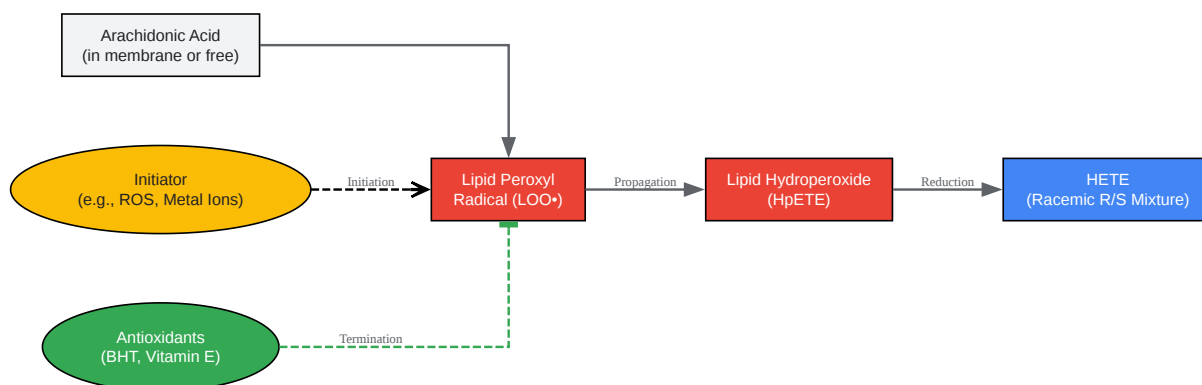 Arachidonic Acid
(in membrane or free)
Initiator
(e.g., ROS, Metal Ions)
Initiation
Lipid Peroxyl
Radical (LOO•)
Propagation
Lipid Hydroperoxide
(HpETE)
Reduction
HETE
(Racemic R/S Mixture)
Antioxidants
(BHT, Vitamin E)
Termination